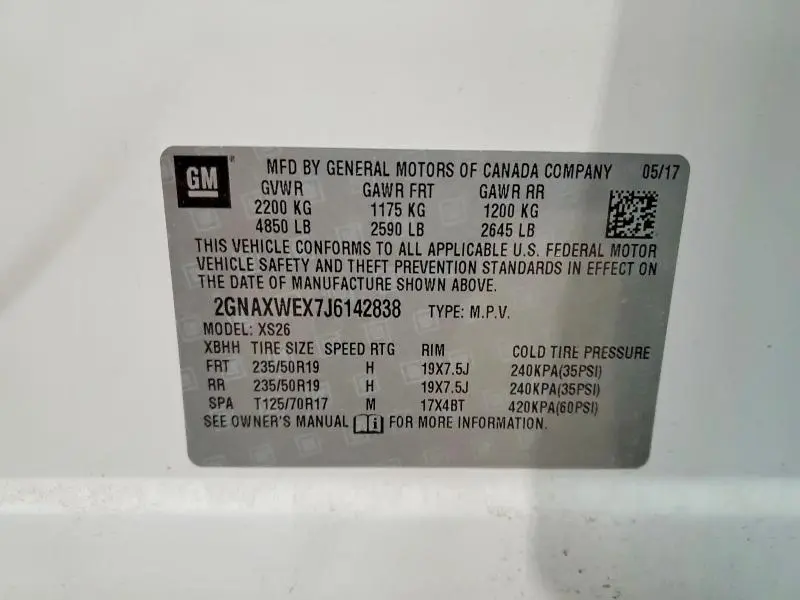 GM® MFD BY GENERAL MOTORS OF CANADA COMPANY 05/17
GVWR GAWR FRT GAWR RR
2200 KG 1175 KG 1200 KG
4850 LB 2590 LB 2645 LB
THIS VEHICLE CONFORMS TO ALL APPLICABLE U.S. FEDERAL MOTOR
VEHICLE SAFETY AND THEFT PREVENTION STANDARDS IN EFFECT ON
THE DATE OF MANUFACTURE SHOWN ABOVE.
2GNAXWEX7J6142838 TYPE: M.P.V.
MODEL: XS26
XBHH TIRE SIZE SPEED RTG RIM COLD TIRE PRESSURE
FRT 235/50R19 H 19X7.5J 240KPA(35PSI)
RR 235/50R19 H 19X7.5J 240KPA(35PSI)
SPA T125/70R17 M 17X4BT 420KPA(60PSI)
SEE OWNER'S MANUAL i FOR MORE INFORMATION.